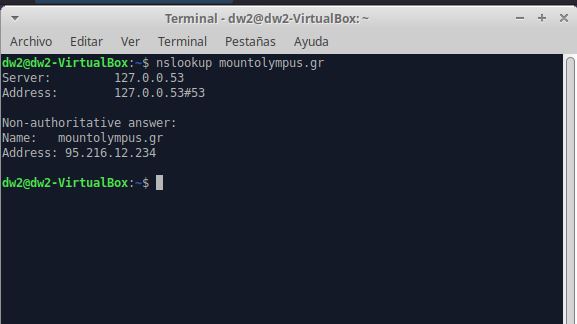 Terminal - dw2@dw2-VirtualBox: ~
Archivo Editar Ver Terminal Pestañas Ayuda
dw2@dw2-VirtualBox:~$ nslookup mountolympus.gr
Server: 127.0.0.53
Address: 127.0.0.53#53
Non-authoritative answer:
Name: mountolympus.gr
Address: 95.216.12.234
dw2@dw2-VirtualBox:~$